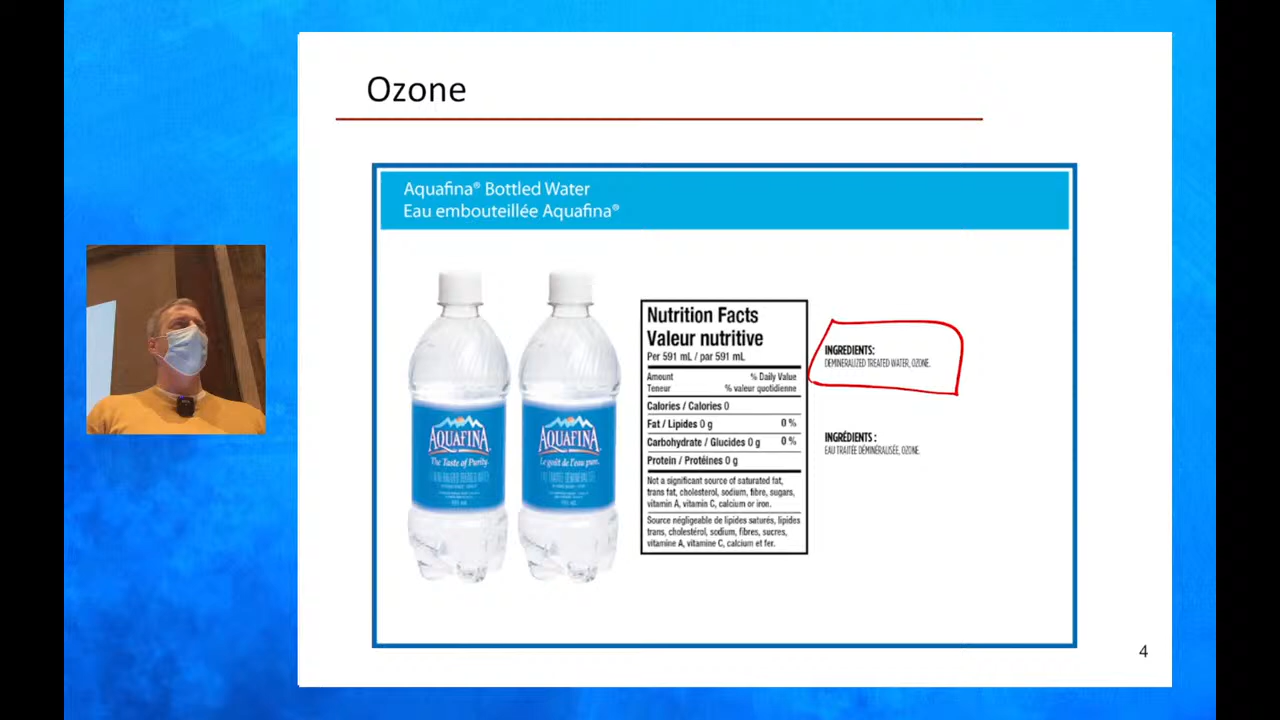 Ozone
Aquafina® Bottled Water
Eau embouteillée Aquafina®
AQUAFINA
The Taste of Purity.
AQUAFINA
Le goût de l'eau pure.
Nutrition Facts
Valeur nutritive
Per 591 mL / par 591 mL
Amount % Daily Value
Teneur % valeur quotidienne
Calories / Calories 0
Fat / Lipides 0 g 0 %
Carbohydrate / Glucides 0 g 0 %
Protein / Protéines 0 g
Not a significant source of saturated fat,
trans fat, cholesterol, sodium, fibre, sugars,
vitamin A, vitamin C, calcium or iron.
Source négligeable de lipides saturés, lipides
trans, cholestérol, sodium, fibres, sucres,
vitamine A, vitamine C, calcium et fer.
INGREDIENTS:
DEMINERALIZED TREATED WATER, OZONE.
INGRÉDIENTS :
EAU TRAITÉE DÉMINÉRALISÉE, OZONE.
4